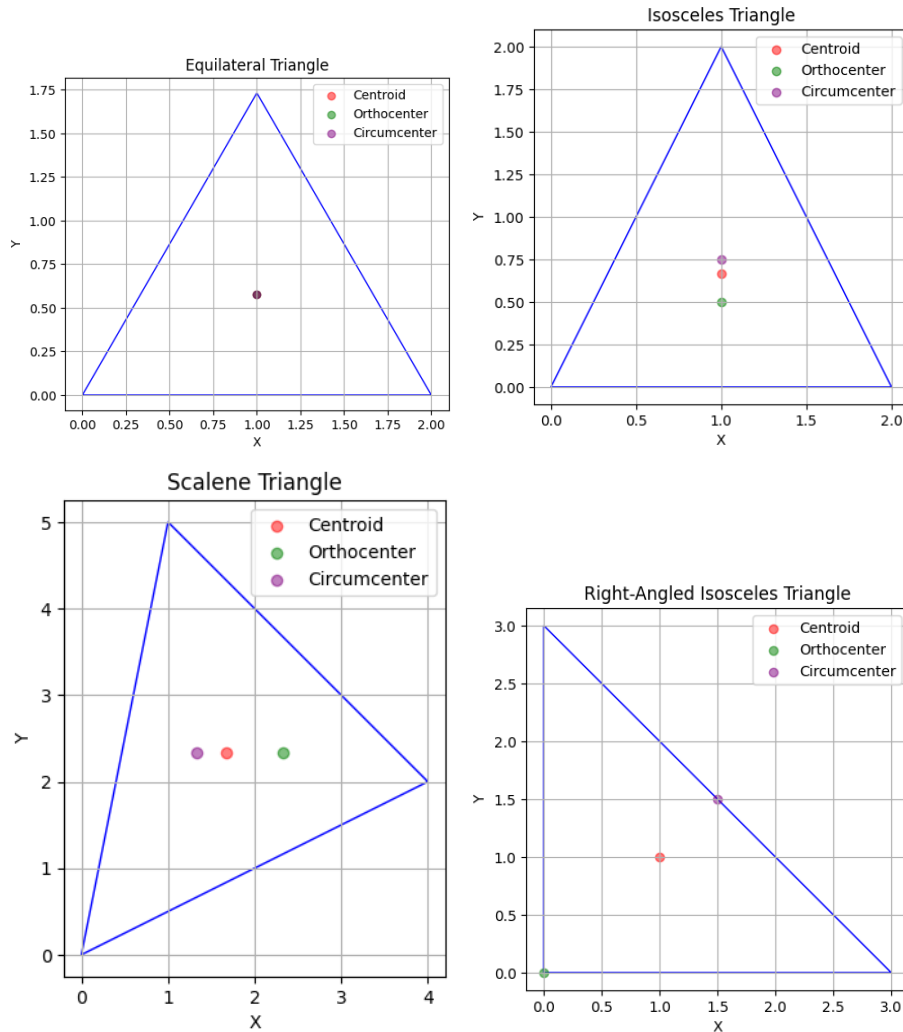 Equilateral Triangle
Centroid
Orthocenter
Circumcenter
1.75
1.50
1.25
1.00
0.75
0.50
0.25
0.00
Y
0.00 0.25 0.50 0.75 1.00 1.25 1.50 1.75 2.00
X
Isosceles Triangle
Centroid
Orthocenter
Circumcenter
2.00
1.75
1.50
1.25
1.00
0.75
0.50
0.25
0.00
Y
0.0 0.5 1.0 1.5 2.0
X
Scalene Triangle
Centroid
Orthocenter
Circumcenter
5
4
3
2
1
0
Y
0 1 2 3 4
X
Right-Angled Isosceles Triangle
Centroid
Orthocenter
Circumcenter
3.0
2.5
2.0
1.5
1.0
0.5
0.0
Y
0.0 0.5 1.0 1.5 2.0 2.5 3.0
X